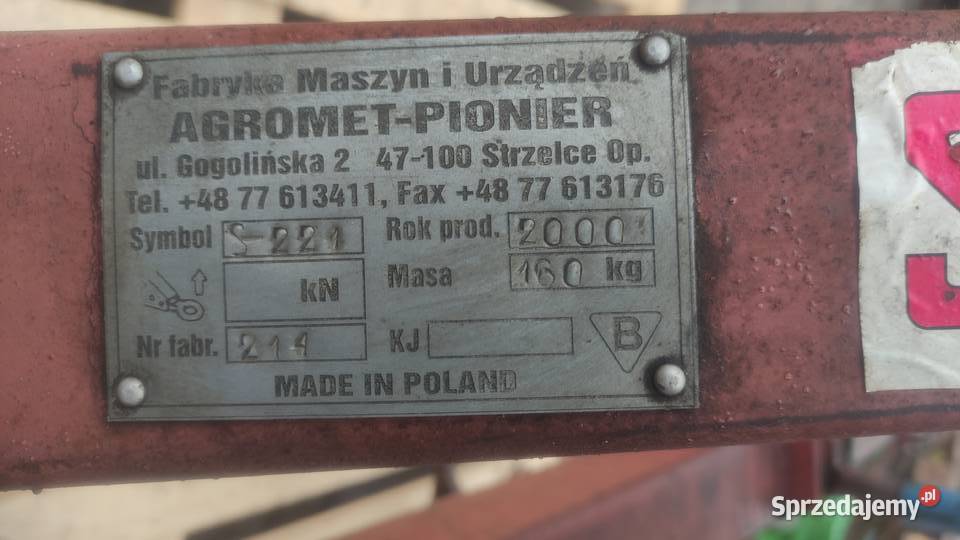 Fabryka Maszyn i Urządzeń
AGROMET-PIONIER
ul. Gogolińska 2 47-100 Strzelce Op.
Tel. +48 77 613411, Fax +48 77 613176
Symbol S-221 Rok prod. 2000
kN Masa 160 kg
Nr fabr. 214 KJ B
MADE IN POLAND
Sprzedajemy.pl